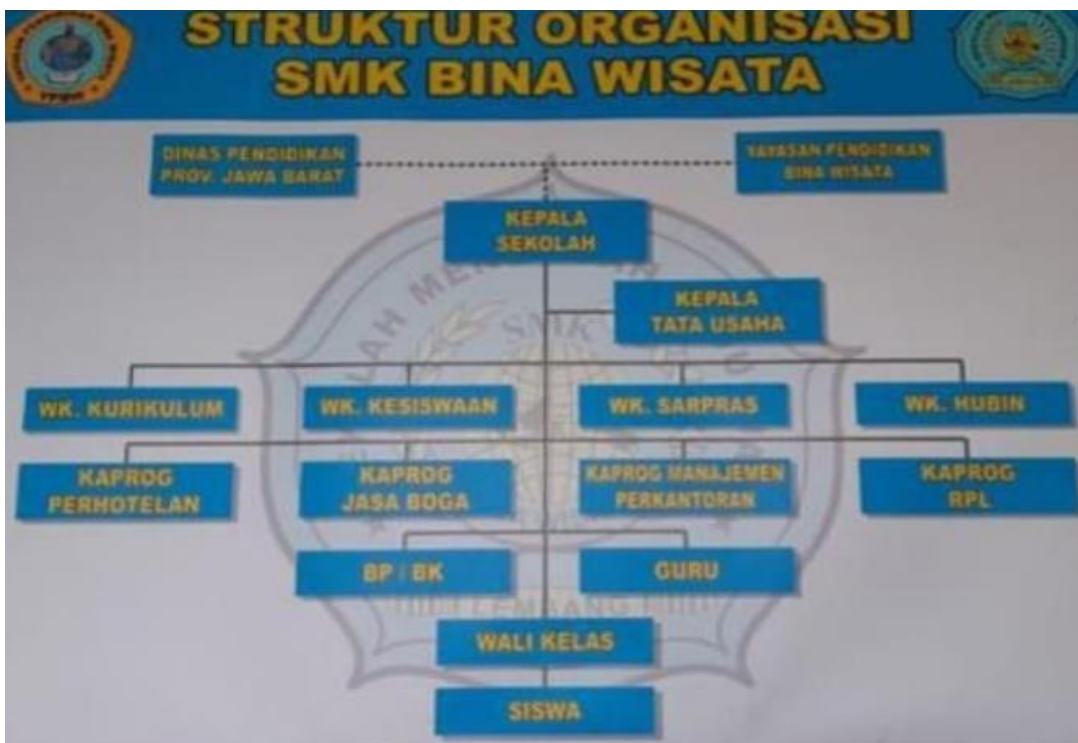 STRUKTUR ORGANISASI
SMK BINA WISATA
DINAS PENDIDIKAN
PROV. JAWA BARAT
YAYASAN PENDIDIKAN
BINA WISATA
KEPALA
SEKOLAH
KEPALA
TATA USAHA
WK. KURIKULUM
WK. KESISWAAN
WK. SARPRAS
WK. HUBIN
KAPROG
PERHOTELAN
KAPROG
JASA BOGA
KAPROG MANAJEMEN
PERKANTORAN
KAPROG
RPL
BP / BK
GURU
WALI KELAS
SISWA
SMK
LEMBANG